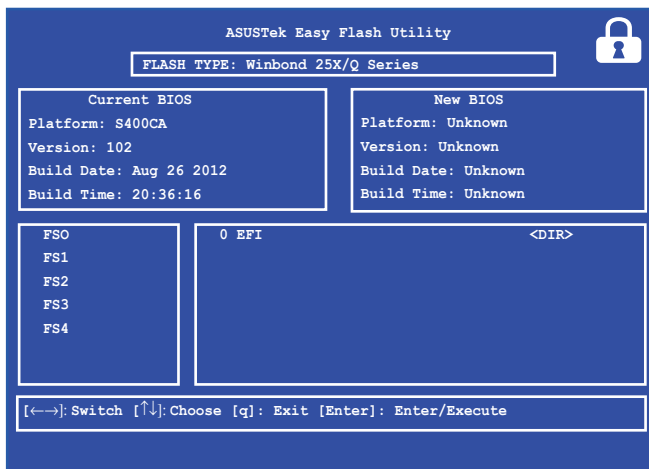 ASUSTek Easy Flash Utility
FLASH TYPE: Winbond 25X/Q Series
Current BIOS
Platform: S400CA
Version: 102
Build Date: Aug 26 2012
Build Time: 20:36:16
New BIOS
Platform: Unknown
Version: Unknown
Build Date: Unknown
Build Time: Unknown
FSO
FS1
FS2
FS3
FS4
0 EFI <DIR>
[←→]: Switch [↑↓]: Choose [q]: Exit [Enter]: Enter/Execute